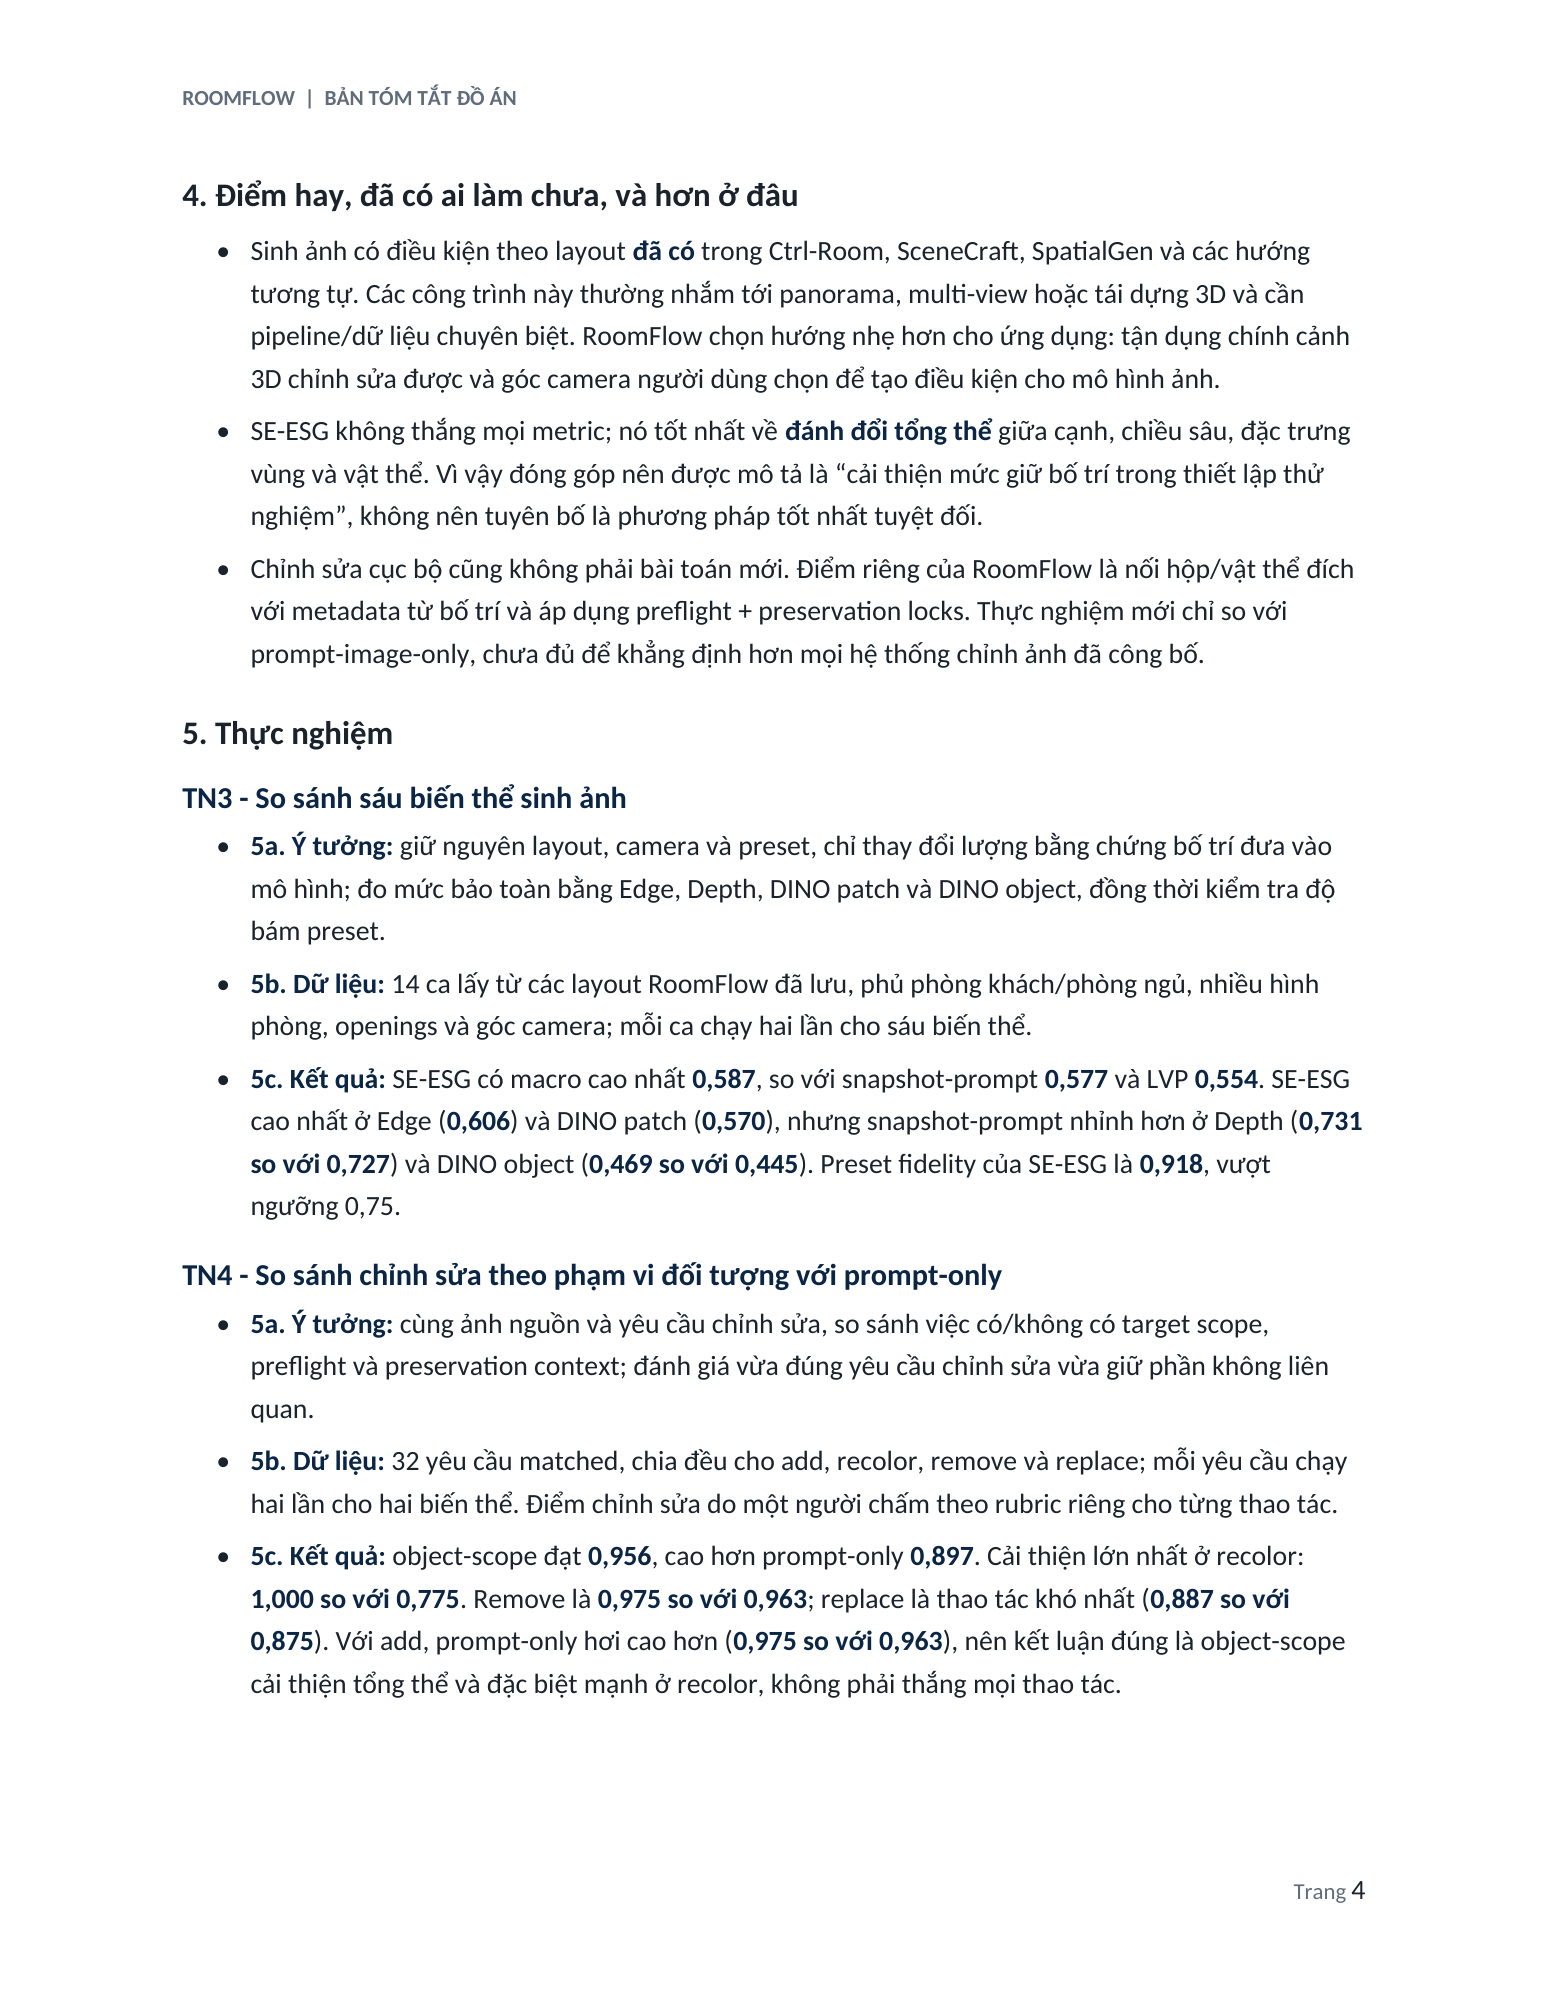 ROOMFLOW | BẢN TÓM TẮT ĐỒ ÁN
4. Điểm hay, đã có ai làm chưa, và hơn ở đâu
• Sinh ảnh có điều kiện theo layout đã có trong Ctrl-Room, SceneCraft, SpatialGen và các hướng
tương tự. Các công trình này thường nhắm tới panorama, multi-view hoặc tái dựng 3D và cần
pipeline/dữ liệu chuyên biệt. RoomFlow chọn hướng nhẹ hơn cho ứng dụng: tận dụng chính cảnh
3D chỉnh sửa được và góc camera người dùng chọn để tạo điều kiện cho mô hình ảnh.
• SE-ESG không thắng mọi metric; nó tốt nhất về đánh đổi tổng thể giữa cạnh, chiều sâu, đặc trưng
vùng và vật thể. Vì vậy đóng góp nên được mô tả là “cải thiện mức giữ bố trí trong thiết lập thử
nghiệm”, không nên tuyên bố là phương pháp tốt nhất tuyệt đối.
• Chỉnh sửa cục bộ cũng không phải bài toán mới. Điểm riêng của RoomFlow là nối hộp/vật thể đích
với metadata từ bố trí và áp dụng preflight + preservation locks. Thực nghiệm mới chỉ so với
prompt-image-only, chưa đủ để khẳng định hơn mọi hệ thống chỉnh ảnh đã công bố.
5. Thực nghiệm
TN3 - So sánh sáu biến thể sinh ảnh
• 5a. Ý tưởng: giữ nguyên layout, camera và preset, chỉ thay đổi lượng bằng chứng bố trí đưa vào
mô hình; đo mức bảo toàn bằng Edge, Depth, DINO patch và DINO object, đồng thời kiểm tra độ
bám preset.
• 5b. Dữ liệu: 14 ca lấy từ các layout RoomFlow đã lưu, phủ phòng khách/phòng ngủ, nhiều hình
phòng, openings và góc camera; mỗi ca chạy hai lần cho sáu biến thể.
• 5c. Kết quả: SE-ESG có macro cao nhất 0,587, so với snapshot-prompt 0,577 và LVP 0,554. SE-ESG
cao nhất ở Edge (0,606) và DINO patch (0,570), nhưng snapshot-prompt nhỉnh hơn ở Depth (0,731
so với 0,727) và DINO object (0,469 so với 0,445). Preset fidelity của SE-ESG là 0,918, vượt
ngưỡng 0,75.
TN4 - So sánh chỉnh sửa theo phạm vi đối tượng với prompt-only
• 5a. Ý tưởng: cùng ảnh nguồn và yêu cầu chỉnh sửa, so sánh việc có/không có target scope,
preflight và preservation context; đánh giá vừa đúng yêu cầu chỉnh sửa vừa giữ phần không liên
quan.
• 5b. Dữ liệu: 32 yêu cầu matched, chia đều cho add, recolor, remove và replace; mỗi yêu cầu chạy
hai lần cho hai biến thể. Điểm chỉnh sửa do một người chấm theo rubric riêng cho từng thao tác.
• 5c. Kết quả: object-scope đạt 0,956, cao hơn prompt-only 0,897. Cải thiện lớn nhất ở recolor:
1,000 so với 0,775. Remove là 0,975 so với 0,963; replace là thao tác khó nhất (0,887 so với
0,875). Với add, prompt-only hơi cao hơn (0,975 so với 0,963), nên kết luận đúng là object-scope
cải thiện tổng thể và đặc biệt mạnh ở recolor, không phải thắng mọi thao tác.
Trang 4